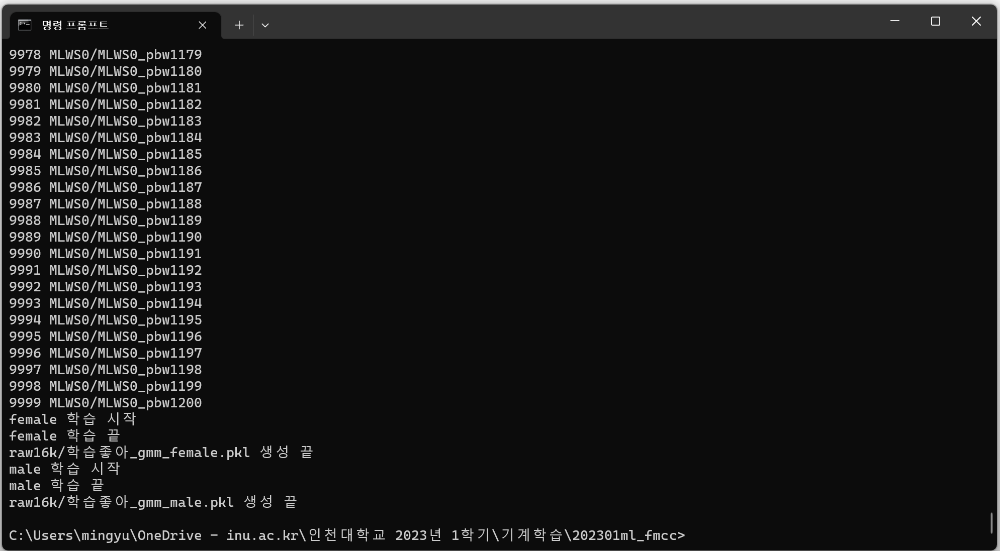 명령 프롬프트
9978 MLWS0/MLWS0_pbw1179
9979 MLWS0/MLWS0_pbw1180
9980 MLWS0/MLWS0_pbw1181
9981 MLWS0/MLWS0_pbw1182
9982 MLWS0/MLWS0_pbw1183
9983 MLWS0/MLWS0_pbw1184
9984 MLWS0/MLWS0_pbw1185
9985 MLWS0/MLWS0_pbw1186
9986 MLWS0/MLWS0_pbw1187
9987 MLWS0/MLWS0_pbw1188
9988 MLWS0/MLWS0_pbw1189
9989 MLWS0/MLWS0_pbw1190
9990 MLWS0/MLWS0_pbw1191
9991 MLWS0/MLWS0_pbw1192
9992 MLWS0/MLWS0_pbw1193
9993 MLWS0/MLWS0_pbw1194
9994 MLWS0/MLWS0_pbw1195
9995 MLWS0/MLWS0_pbw1196
9996 MLWS0/MLWS0_pbw1197
9997 MLWS0/MLWS0_pbw1198
9998 MLWS0/MLWS0_pbw1199
9999 MLWS0/MLWS0_pbw1200
female 학습 시작
female 학습 끝
raw16k/학습좋아_gmm_female.pkl 생성 끝
male 학습 시작
male 학습 끝
raw16k/학습좋아_gmm_male.pkl 생성 끝
C:\Users\mingyu\OneDrive - inu.ac.kr\인천대학교 2023년 1학기\기계학습\202301ml_fmcc>